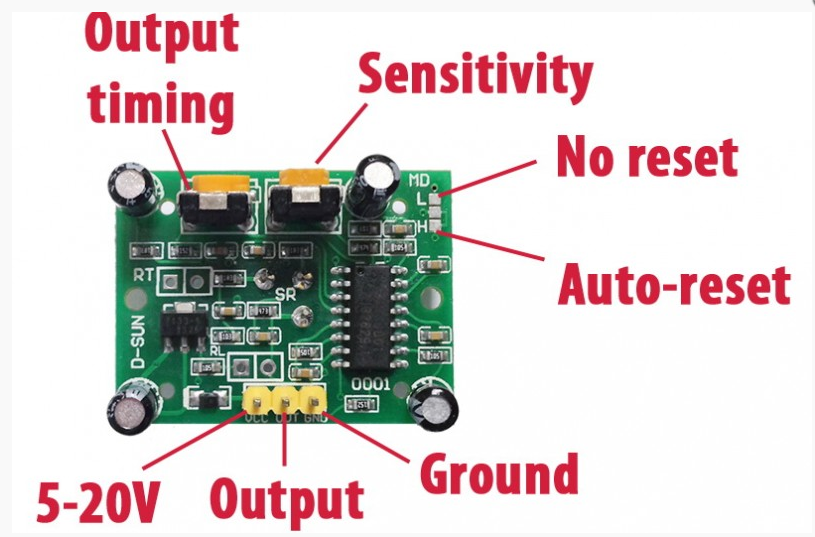 Output
timing
Sensitivity
No reset
Auto-reset
MD
L
H
RT
SR
D-SUN
RL
0001
VCC OUT GND
5-20V
Output
Ground